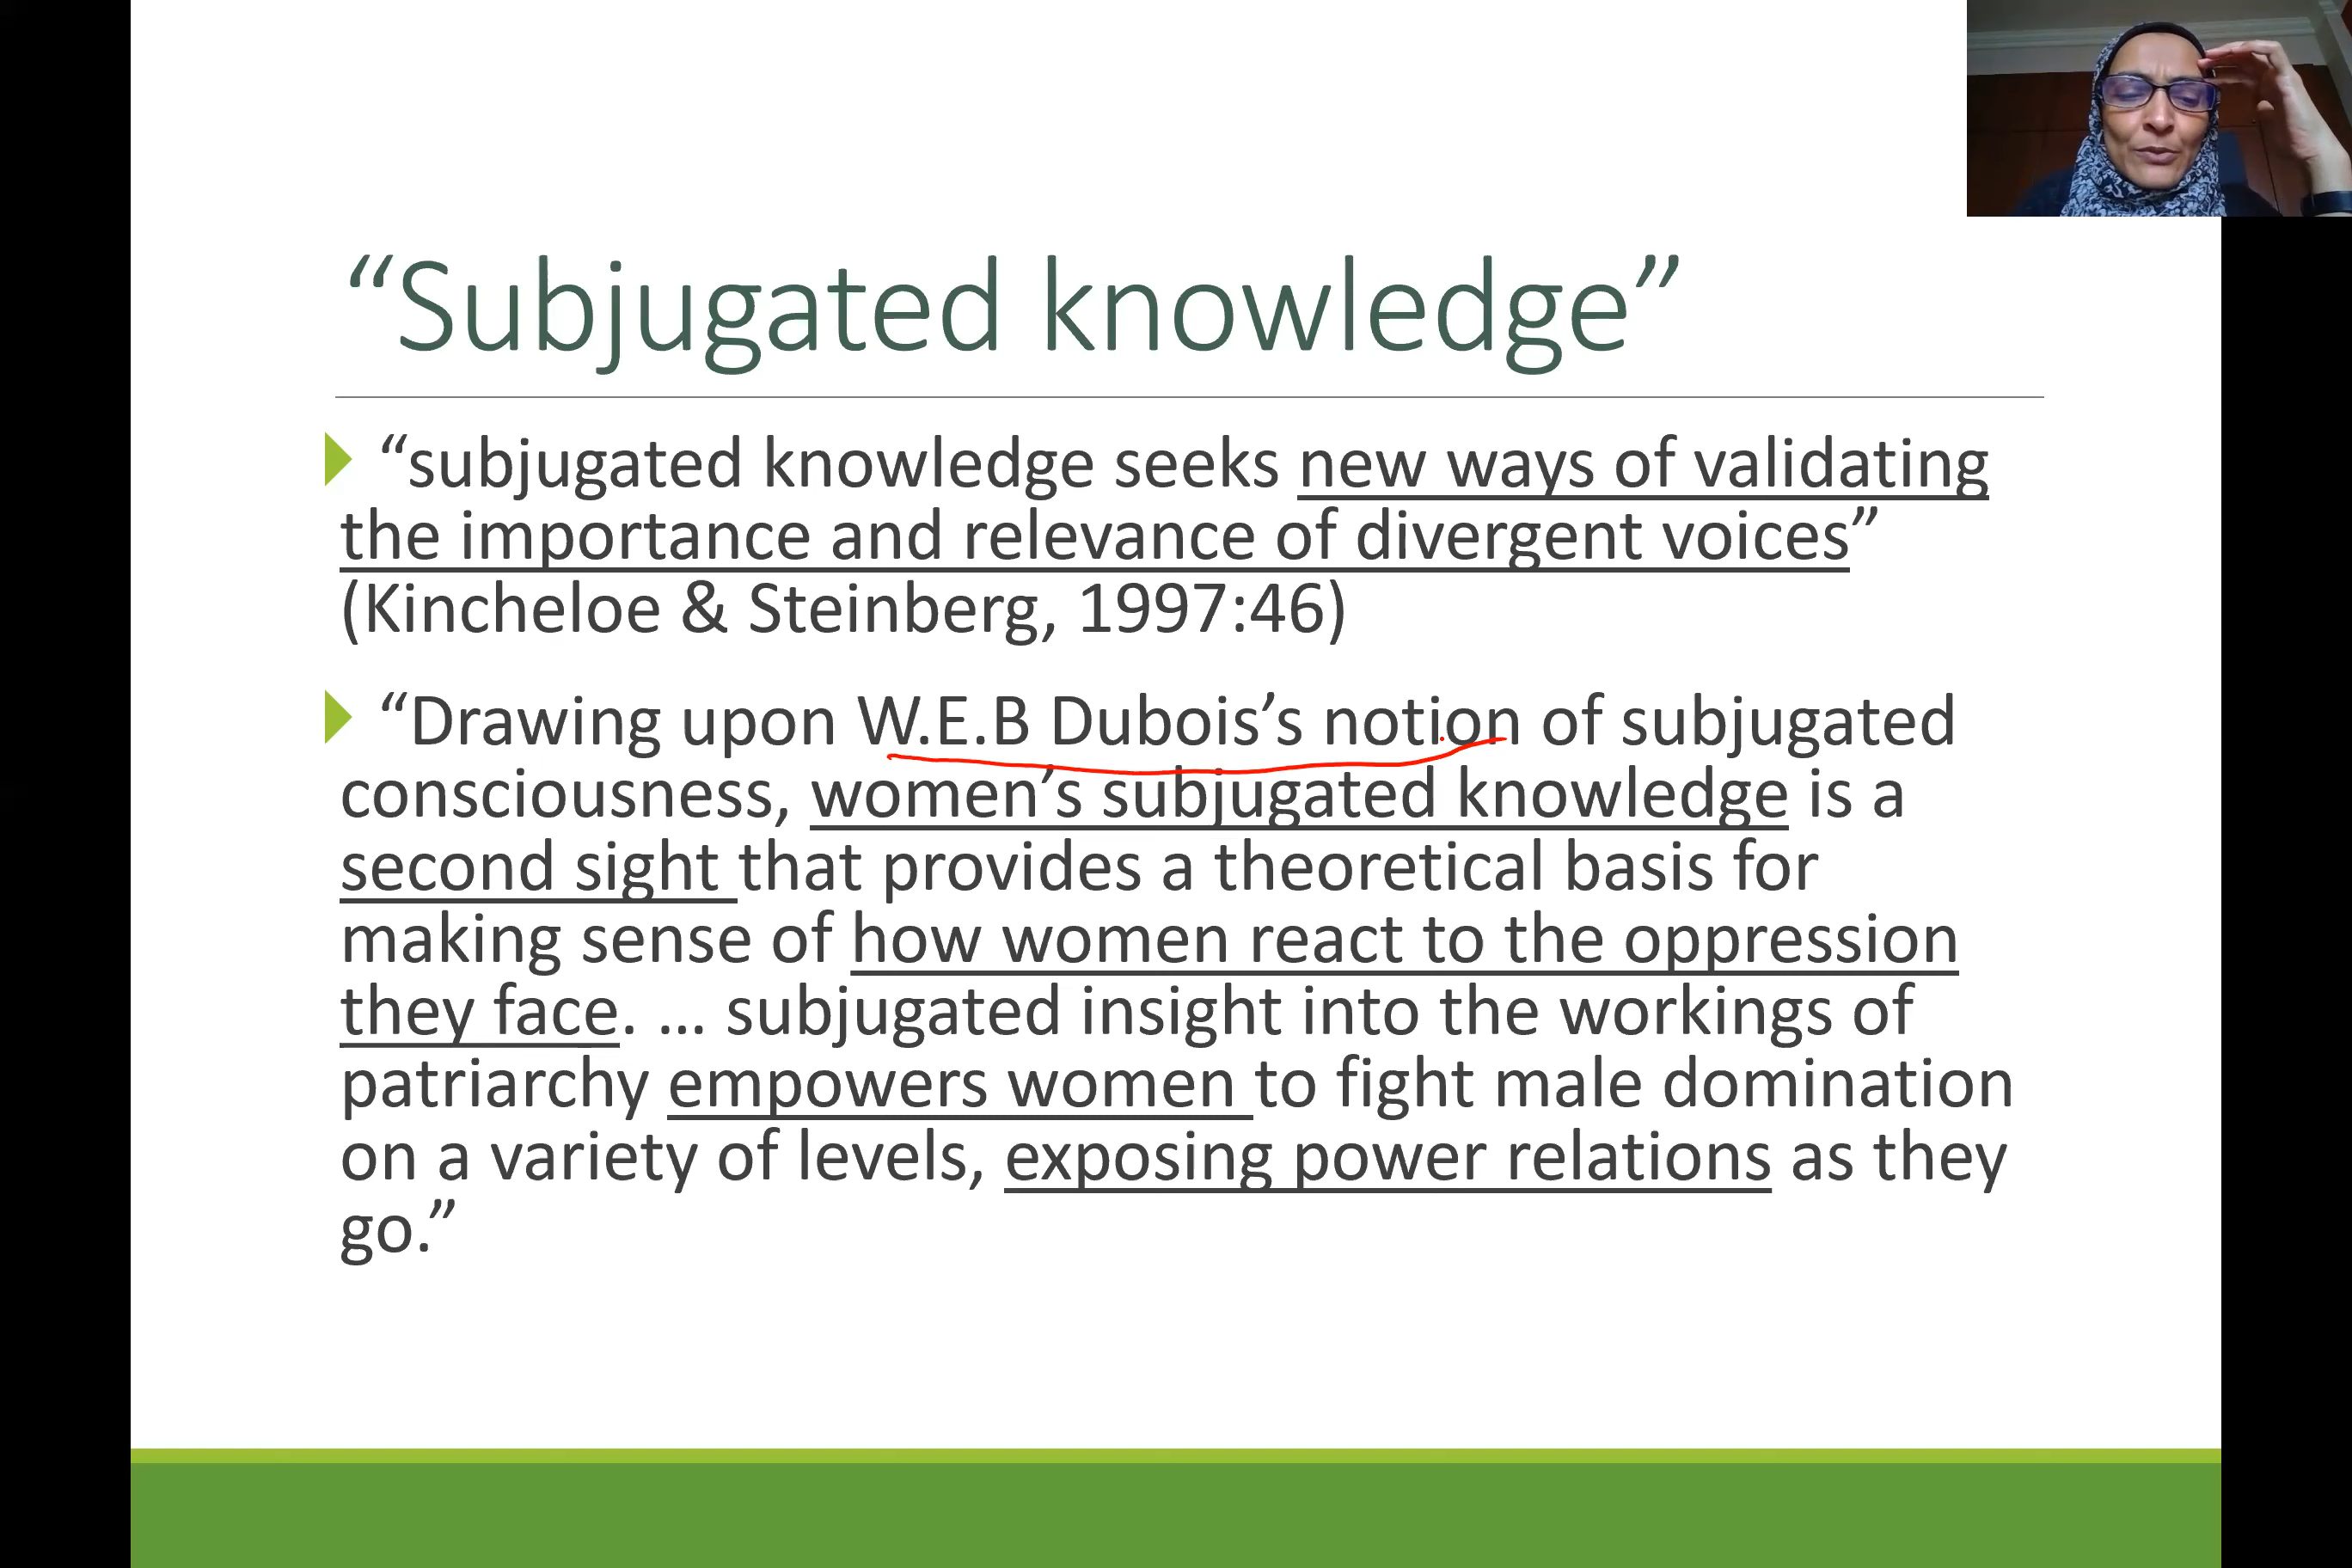 “Subjugated knowledge”
“subjugated knowledge seeks new ways of validating
the importance and relevance of divergent voices”
(Kincheloe & Steinberg, 1997:46)
“Drawing upon W.E.B Dubois’s notion of subjugated
consciousness, women’s subjugated knowledge is a
second sight that provides a theoretical basis for
making sense of how women react to the oppression
they face. ... subjugated insight into the workings of
patriarchy empowers women to fight male domination
on a variety of levels, exposing power relations as they
go.”